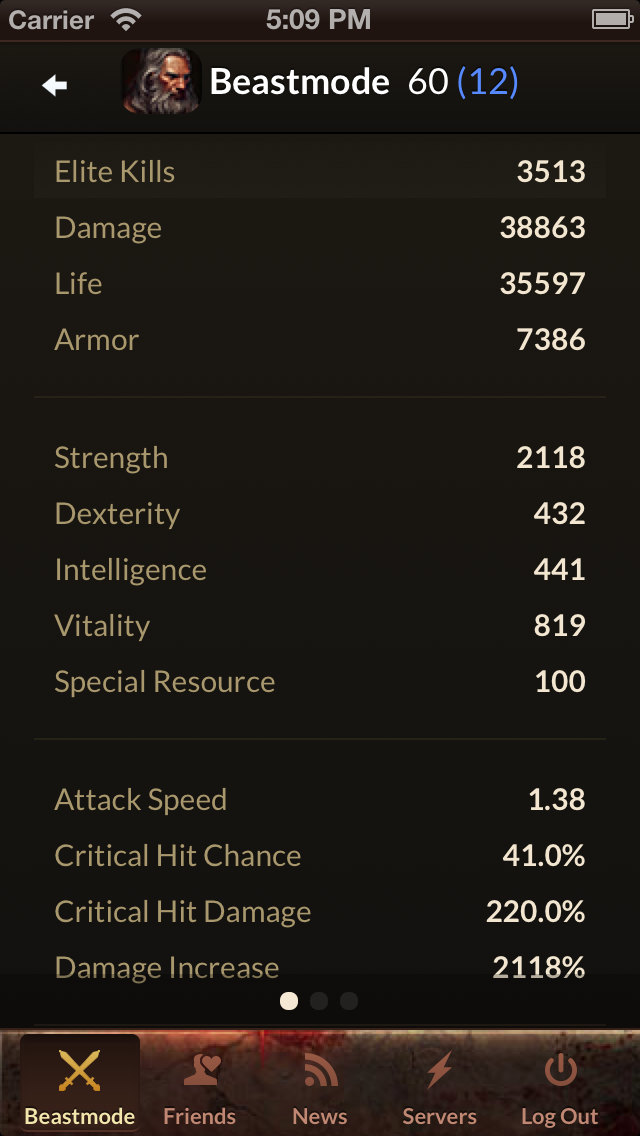 Carrier 5:09 PM
Beastmode 60 (12)
Elite Kills 3513
Damage 38863
Life 35597
Armor 7386
Strength 2118
Dexterity 432
Intelligence 441
Vitality 819
Special Resource 100
Attack Speed 1.38
Critical Hit Chance 41.0%
Critical Hit Damage 220.0%
Damage Increase 2118%
Beastmode Friends News Servers Log Out